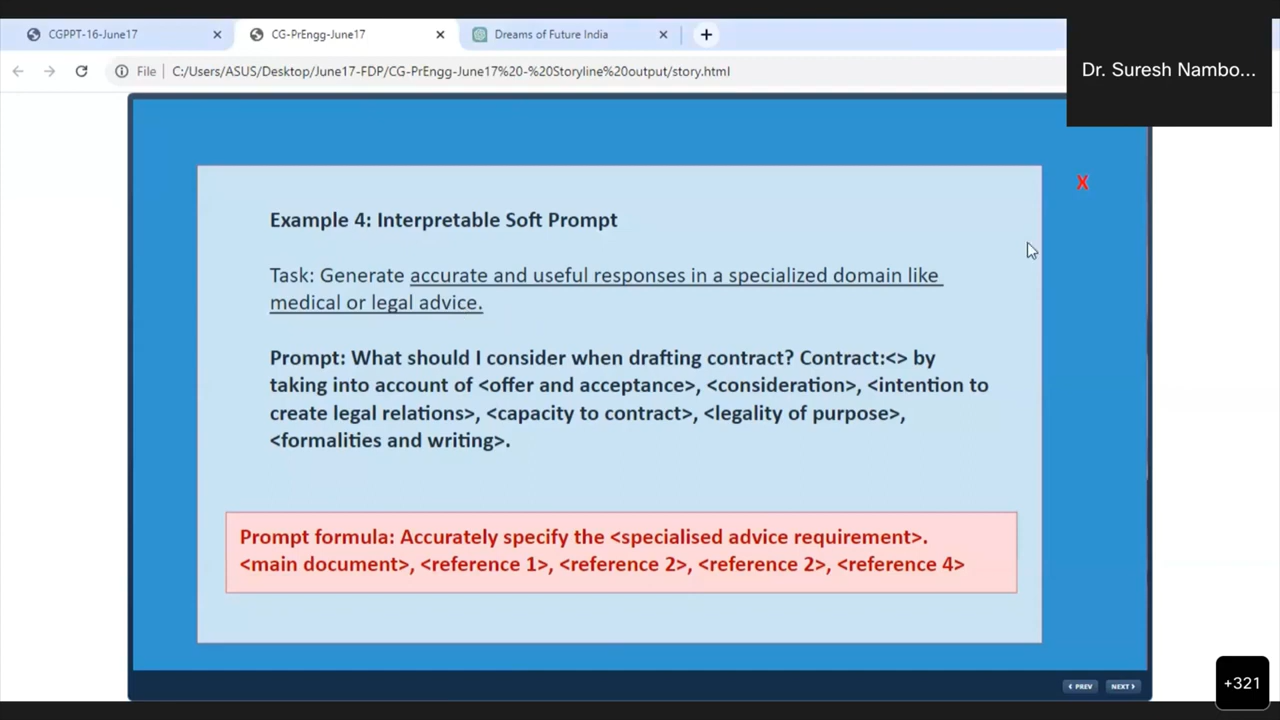 CGPPT-16-June17
CG-PrEngg-June17
Dreams of Future India
File
C:/Users/ASUS/Desktop/June17-FDP/CG-PrEngg-June17%20-%20Storyline%20output/story.html
Dr. Suresh Nambo...
X
Example 4: Interpretable Soft Prompt
Task: Generate accurate and useful responses in a specialized domain like
medical or legal advice.
Prompt: What should I consider when drafting contract? Contract:<> by
taking into account of <offer and acceptance>, <consideration>, <intention to
create legal relations>, <capacity to contract>, <legality of purpose>,
<formalities and writing>.
Prompt formula: Accurately specify the <specialised advice requirement>.
<main document>, <reference 1>, <reference 2>, <reference 2>, <reference 4>
PREV
NEXT
+321